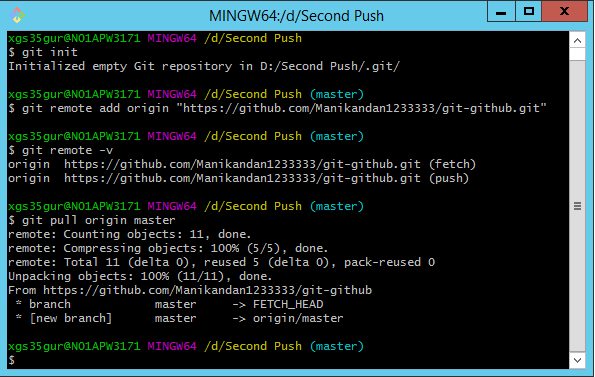 MINGW64:/d/Second Push
xgs35gur@NO1APW3171 MINGW64 /d/Second Push
$ git init
Initialized empty Git repository in D:/Second Push/.git/
xgs35gur@NO1APW3171 MINGW64 /d/Second Push (master)
$ git remote add origin "https://github.com/Manikandan1233333/git-github.git"
xgs35gur@NO1APW3171 MINGW64 /d/Second Push (master)
$ git remote -v
origin  https://github.com/Manikandan1233333/git-github.git (fetch)
origin  https://github.com/Manikandan1233333/git-github.git (push)
xgs35gur@NO1APW3171 MINGW64 /d/Second Push (master)
$ git pull origin master
remote: Counting objects: 11, done.
remote: Compressing objects: 100% (5/5), done.
remote: Total 11 (delta 0), reused 5 (delta 0), pack-reused 0
Unpacking objects: 100% (11/11), done.
From https://github.com/Manikandan1233333/git-github
 * branch            master     -> FETCH_HEAD
 * [new branch]      master     -> origin/master
xgs35gur@NO1APW3171 MINGW64 /d/Second Push (master)
$